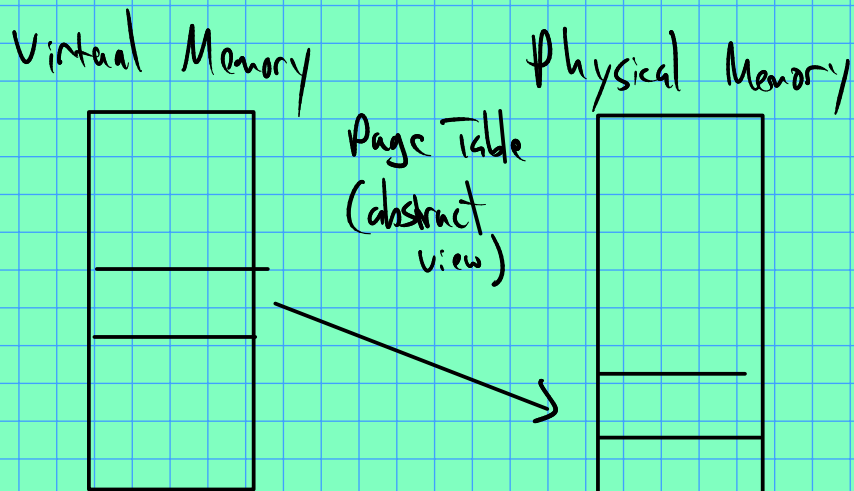 Virtual Memory
Physical Memory
Page Table
(abstract
view)